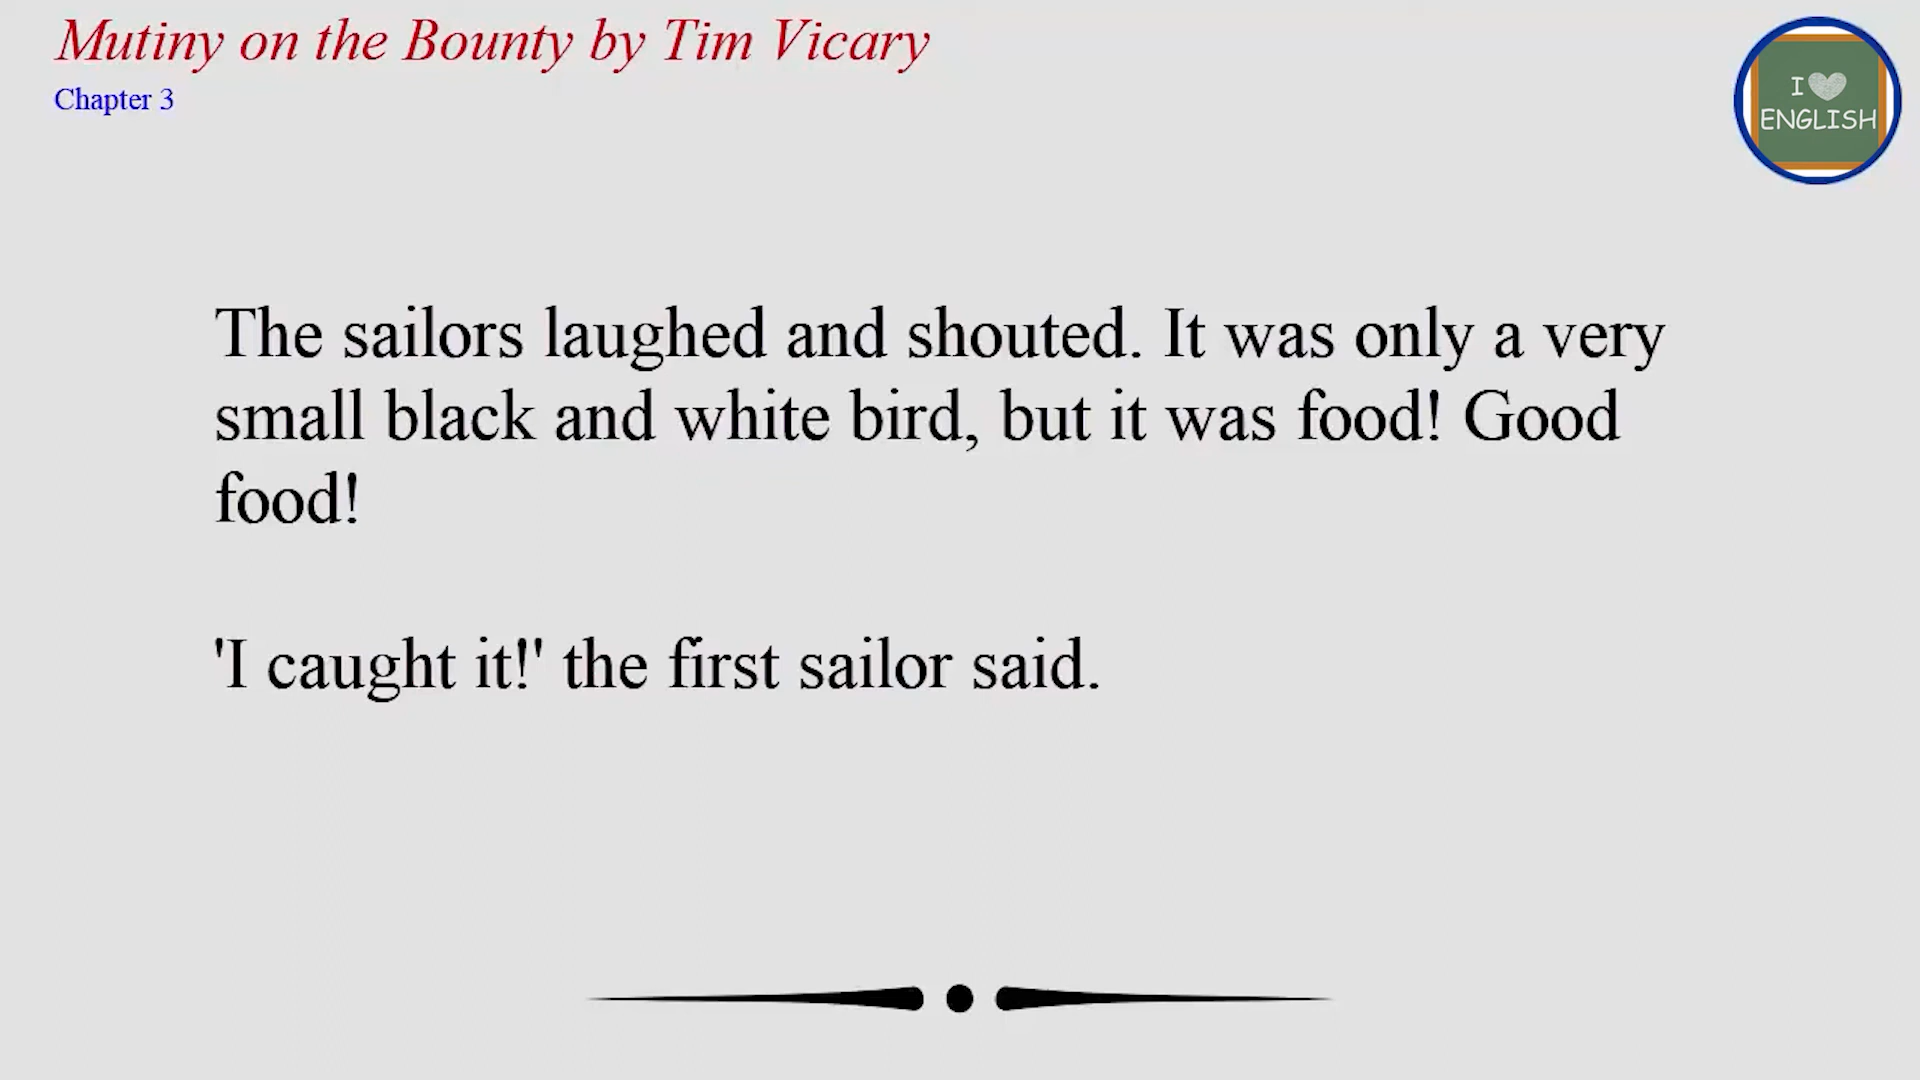 Mutiny on the Bounty by Tim Vicary
Chapter 3
I
ENGLISH
The sailors laughed and shouted. It was only a very
small black and white bird, but it was food! Good
food!
'I caught it!' the first sailor said.